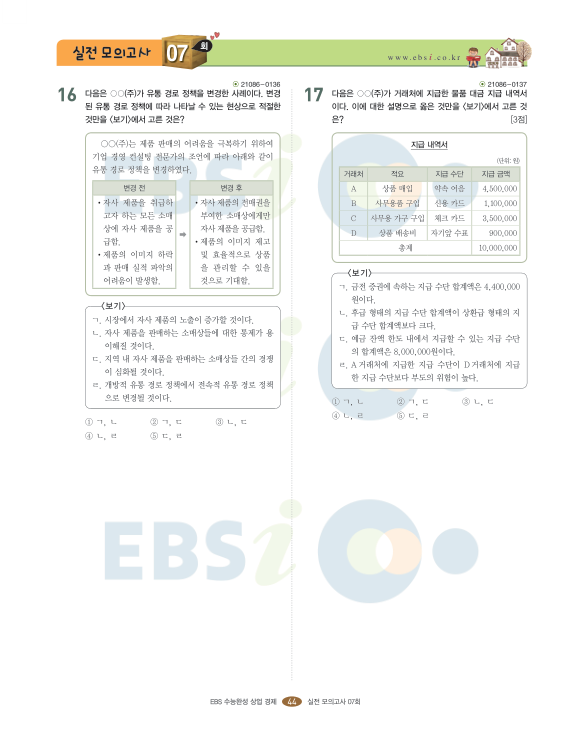 실전 모의고사 07 회
www.ebsi.co.kr
21086-0136
16 다음은 ○○(주)가 유통 경로 정책을 변경한 사례이다. 변경
된 유통 경로 정책에 따라 나타날 수 있는 현상으로 적절한
것만을 <보기>에서 고른 것은?
○○(주)는 제품 판매의 어려움을 극복하기 위하여
기업 경영 컨설팅 전문가의 조언에 따라 아래와 같이
유통 경로 정책을 변경하였다.
변경 전
• 자사 제품을 취급하
고자 하는 모든 소매
상에 자사 제품을 공
급함.
• 제품의 이미지 하락
과 판매 실적 파악의
어려움이 발생함.
➡
변경 후
• 자사 제품의 전매권을
부여한 소매상에게만
자사 제품을 공급함.
• 제품의 이미지 제고
및 효율적으로 상품
을 관리할 수 있을
것으로 기대함.
<보기>
ㄱ. 시장에서 자사 제품의 노출이 증가할 것이다.
ㄴ. 자사 제품을 판매하는 소매상들에 대한 통제가 용
이해질 것이다.
ㄷ. 지역 내 자사 제품을 판매하는 소매상들 간의 경쟁
이 심화될 것이다.
ㄹ. 개방적 유통 경로 정책에서 전속적 유통 경로 정책
으로 변경될 것이다.
① ㄱ, ㄴ ② ㄱ, ㄷ ③ ㄴ, ㄷ
④ ㄴ, ㄹ ⑤ ㄷ, ㄹ
21086-0137
17 다음은 ○○(주)가 거래처에 지급한 물품 대금 지급 내역서
이다. 이에 대한 설명으로 옳은 것만을 <보기>에서 고른 것
은? [3점]
지급 내역서
(단위: 원)
거래처 적요 지급 수단 지급 금액
A 상품 매입 약속 어음 4,500,000
B 사무용품 구입 신용 카드 1,100,000
C 사무용 가구 구입 체크 카드 3,500,000
D 상품 배송비 자기앞 수표 900,000
총계 10,000,000
<보기>
ㄱ. 금전 증권에 속하는 지급 수단 합계액은 4,400,000
원이다.
ㄴ. 후급 형태의 지급 수단 합계액이 상환급 형태의 지
급 수단 합계액보다 크다.
ㄷ. 예금 잔액 한도 내에서 지급할 수 있는 지급 수단
의 합계액은 8,000,000원이다.
ㄹ. A 거래처에 지급한 지급 수단이 D 거래처에 지급
한 지급 수단보다 부도의 위험이 높다.
① ㄱ, ㄴ ② ㄱ, ㄷ ③ ㄴ, ㄷ
④ ㄴ, ㄹ ⑤ ㄷ, ㄹ
EBSi
EBS 수능완성 상업 경제 44 실전 모의고사 07회